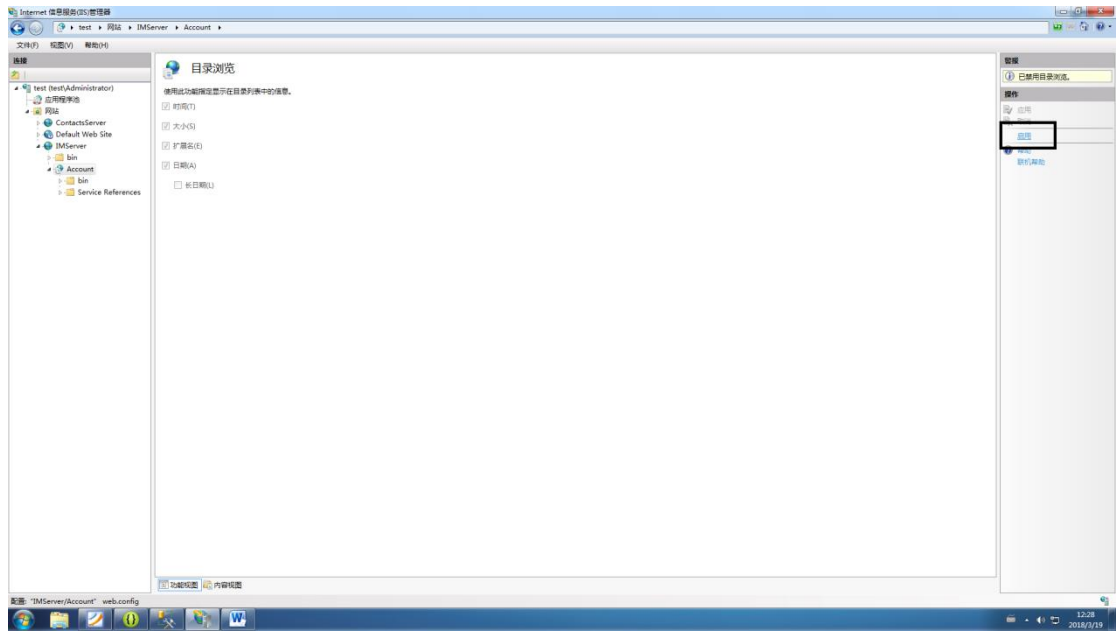 Internet 信息服务(IIS)管理器
test 网站 IMServer Account
文件(F) 视图(V) 帮助(H)
连接
test (test\Administrator)
应用程序池
网站
ContactsServer
Default Web Site
IMServer
bin
Account
bin
Service References
目录浏览
使用此功能指定显示在目录列表中的信息。
时间(T)
大小(S)
扩展名(E)
日期(A)
长日期(L)
功能视图 内容视图
警报
已禁用目录浏览。
操作
应用
启用
帮助
联机帮助
配置: "IMServer/Account" web.config
12:28
2018/3/19